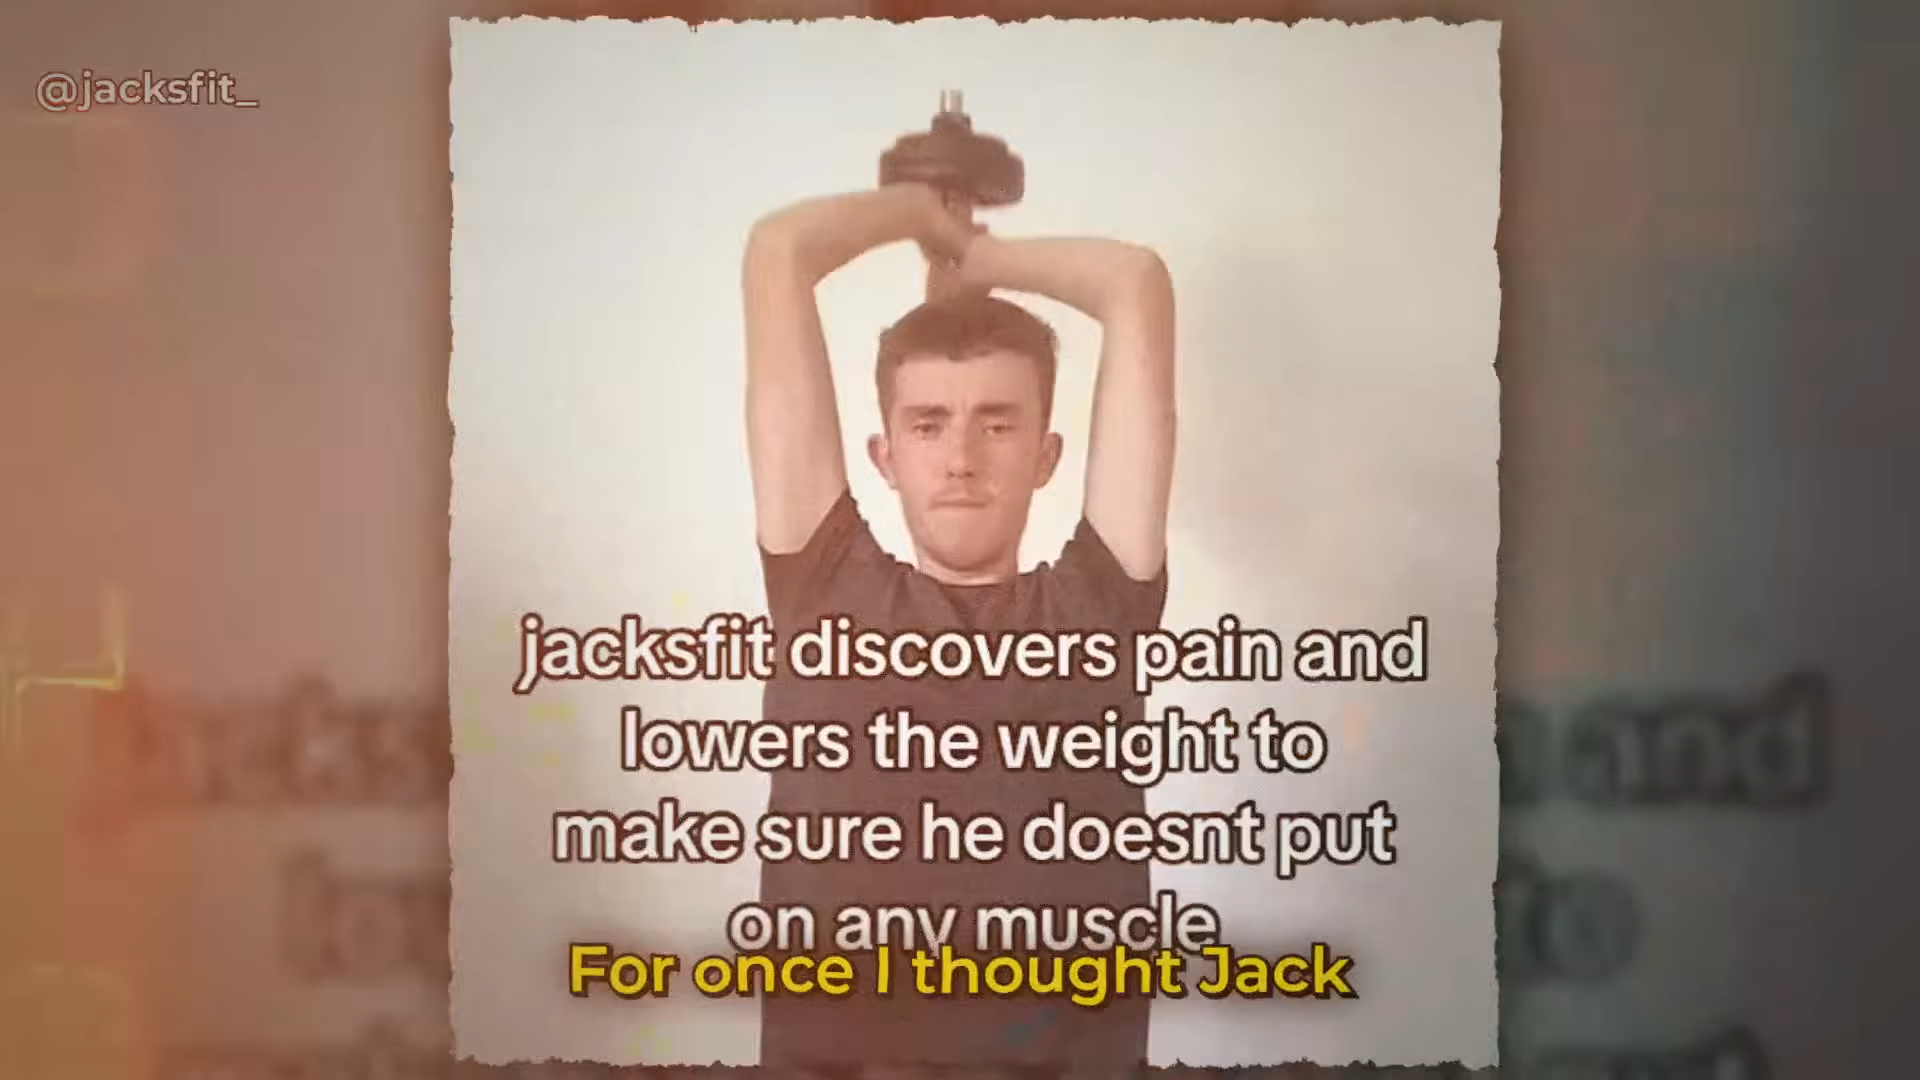 @jacksfit_
jacksfit discovers pain and
lowers the weight to
make sure he doesnt put
on any muscle
For once I thought Jack